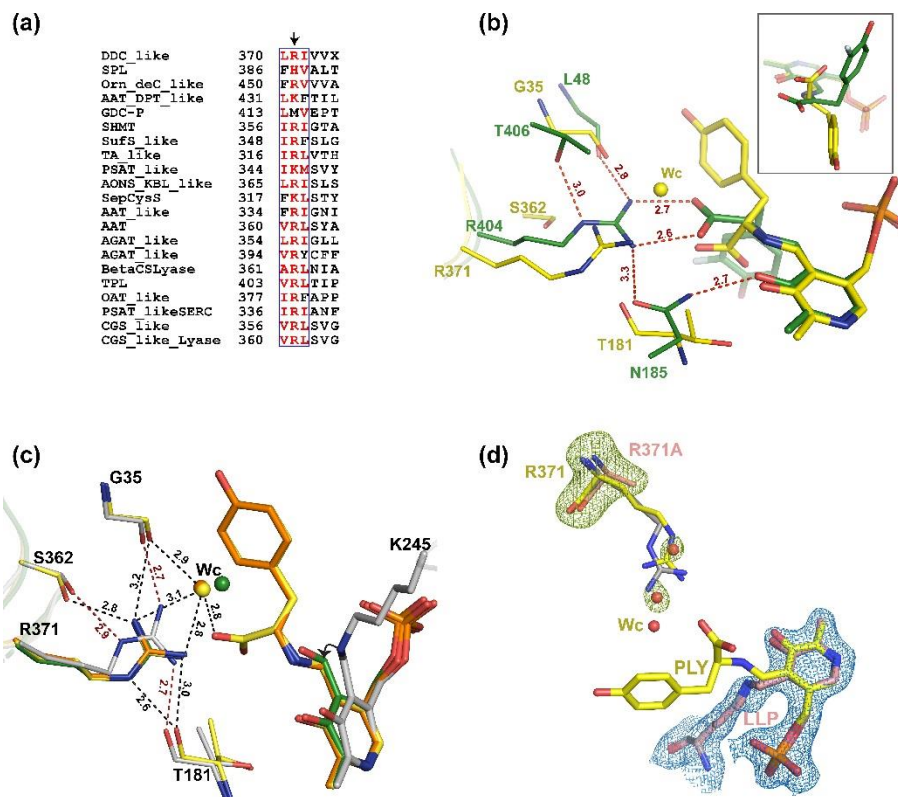 (a)
DDC_like 370 LRIVVX
SPL 386 FHVALT
Orn_deC_like 450 FRVVVA
AAT_DPT_like 431 LKFTIL
GDC-P 413 LMVEPT
SHMT 356 IRIGTA
SufS_like 348 IRFSLG
TA_like 316 IRLVTH
PSAT_like 344 IKMSVY
AONS_KBL_like 365 LRISLS
SepCysS 317 FKLSTY
AAT_like 334 FRIGNI
AAT 360 VRLSVA
AGAT_like 354 LRIGLL
AGAT_like 394 VRYCFF
BetaCSLyase 361 ARLNIA
TPL 403 VRLTIP
OAT_like 377 IRFAPP
PSAT_likeSERC 336 IRIANF
CGS_like 356 VRLSVG
CGS_like_Lyase 360 VRLSVG
(b)
L48
G35
T406
2.8
Wc
3.0
2.7
S362
R404
2.6
R371
3.3
2.7
T181
N185
(c)
G35
K245
2.9
Wc
S362
3.2
2.7
3.1
2.8
2.8
2.9
R371
2.8
3.0
2.7
2.6
T181
(d)
R371A
R371
Wc
PLY
LLP